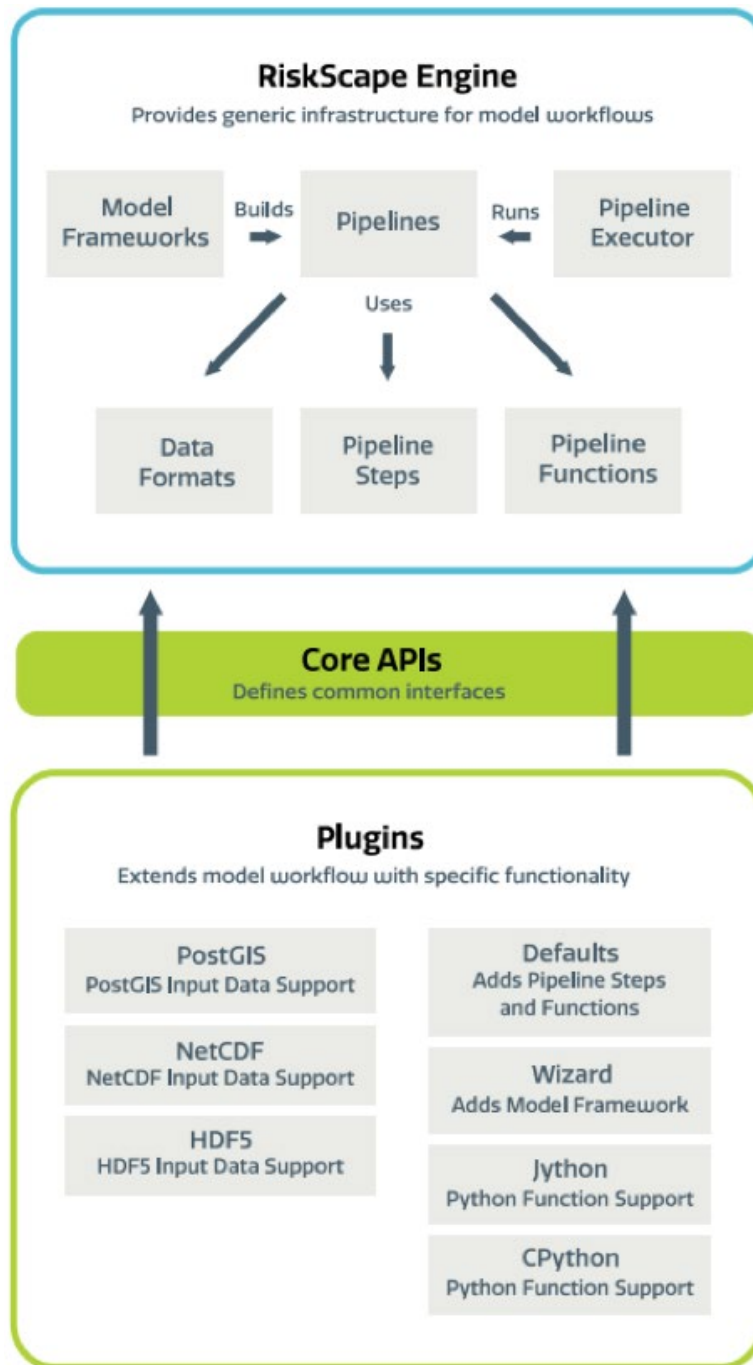 RiskScape Engine
Provides generic infrastructure for model workflows
Model
Frameworks
Builds
Pipelines
Runs
Pipeline
Executor
Uses
Data
Formats
Pipeline
Steps
Pipeline
Functions
Core APIs
Defines common interfaces
Plugins
Extends model workflow with specific functionality
PostGIS
PostGIS Input Data Support
NetCDF
NetCDF Input Data Support
HDF5
HDF5 Input Data Support
Defaults
Adds Pipeline Steps
and Functions
Wizard
Adds Model Framework
Jython
Python Function Support
CPython
Python Function Support